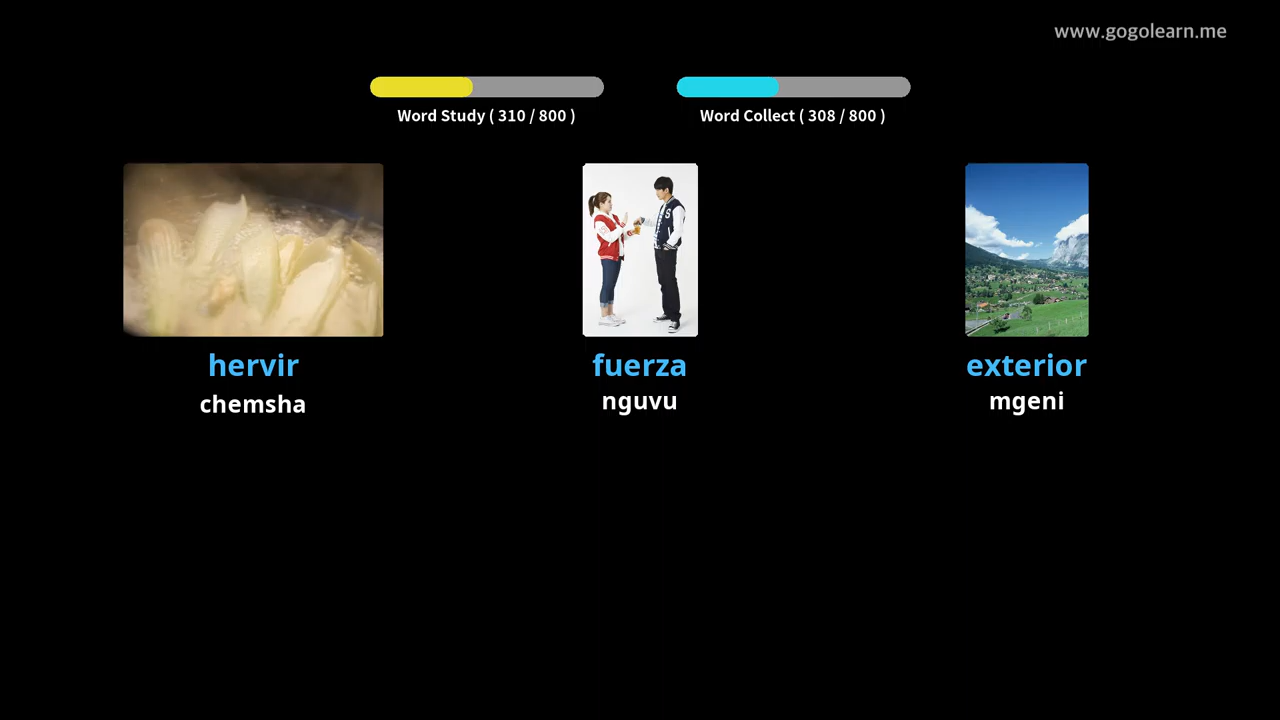 www.gogolearn.me
Word Study ( 310 / 800 )
Word Collect ( 308 / 800 )
hervir
chemsha
fuerza
nguvu
exterior
mgeni